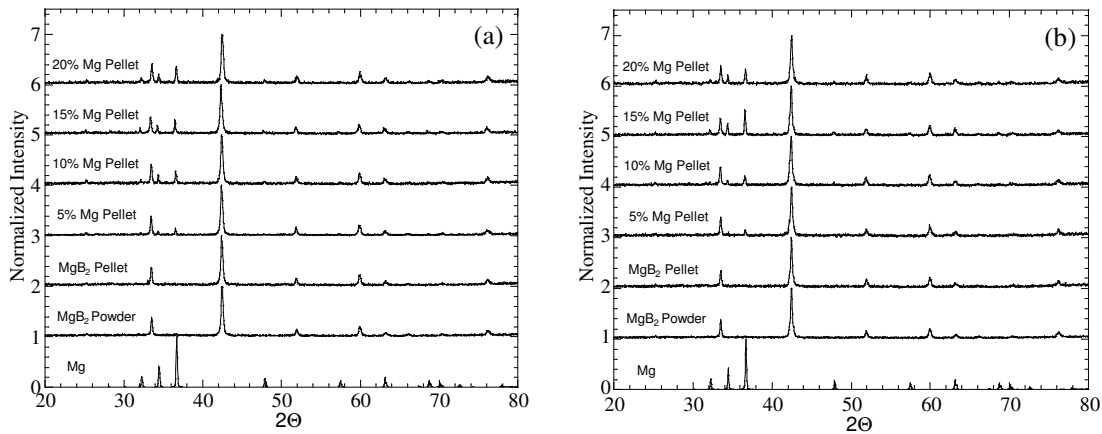 (a)
Normalized Intensity
7
6
5
4
3
2
1
0
20% Mg Pellet
15% Mg Pellet
10% Mg Pellet
5% Mg Pellet
MgB₂ Pellet
MgB₂ Powder
Mg
20 30 40 50 60 70 80
2Θ
(b)
Normalized Intensity
7
6
5
4
3
2
1
0
20% Mg Pellet
15% Mg Pellet
10% Mg Pellet
5% Mg Pellet
MgB₂ Pellet
MgB₂ Powder
Mg
20 30 40 50 60 70 80
2Θ